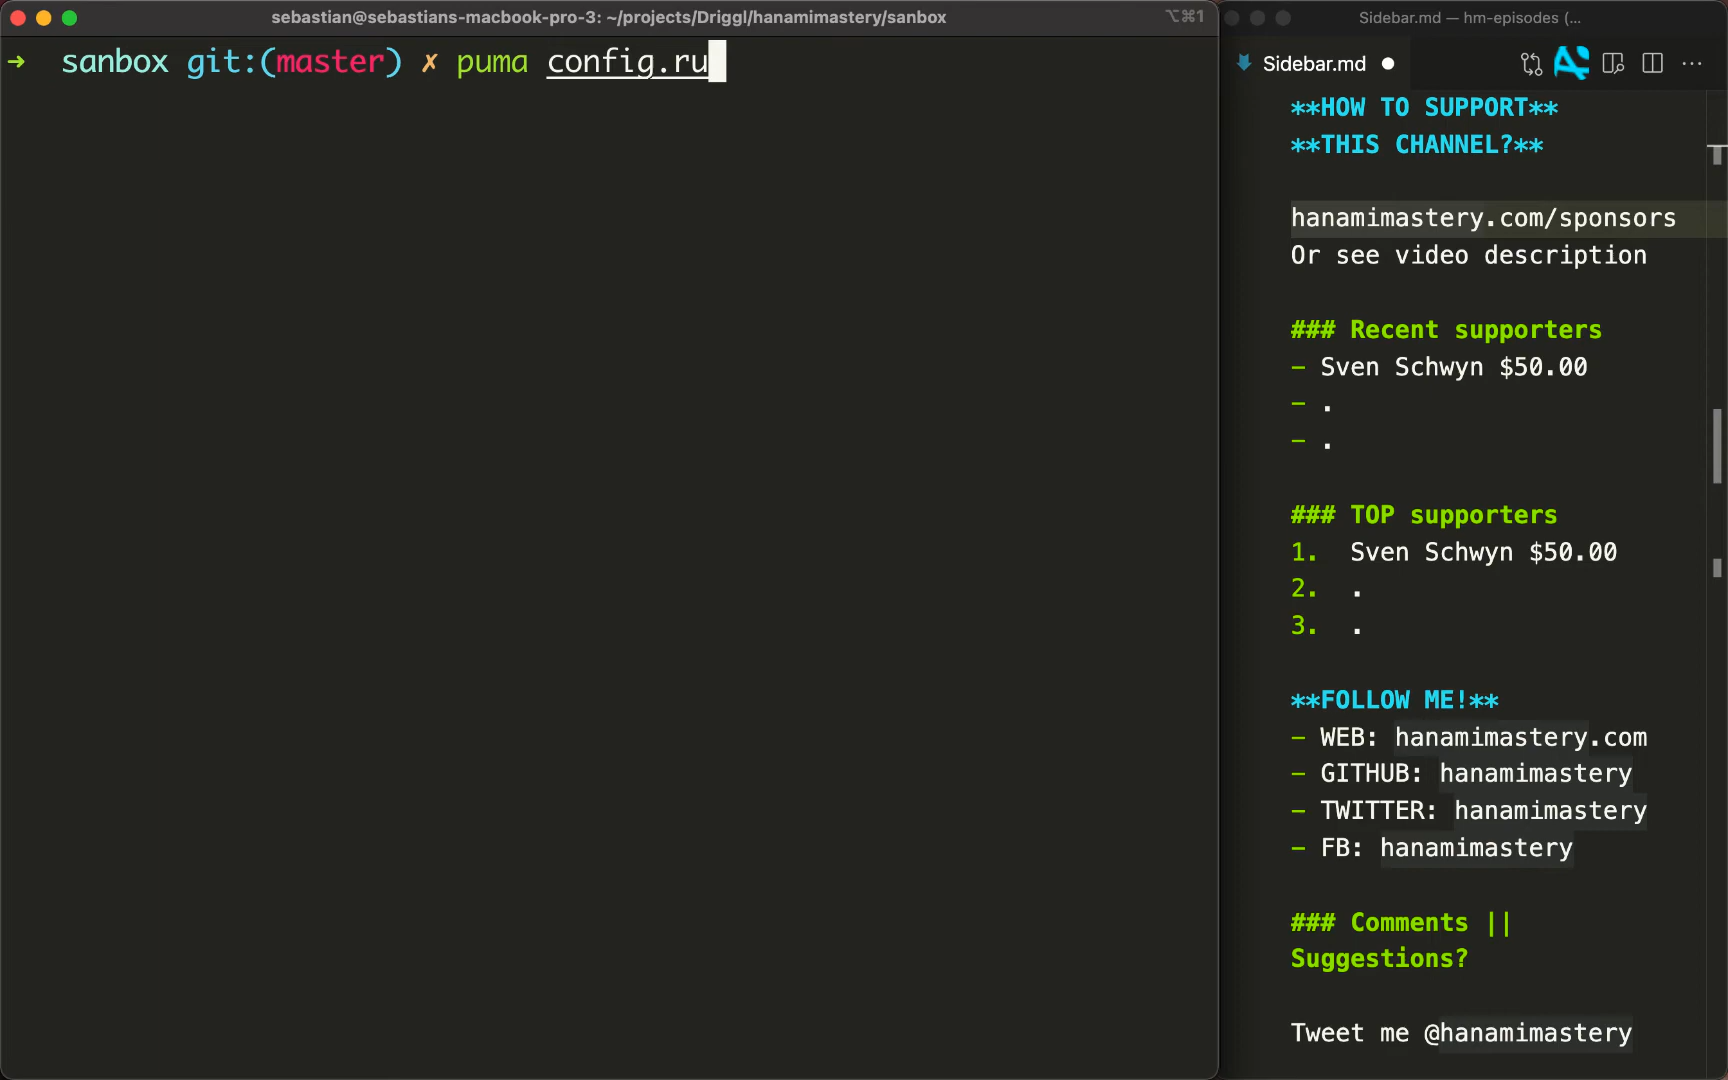 sebastian@sebastians-macbook-pro-3: ~/projects/Driggl/hanamimastery/sanbox
⌥⌘1
➜ sanbox git:(master) ✗ puma config.ru
Sidebar.md — hm-episodes (...
Sidebar.md
**HOW TO SUPPORT**
**THIS CHANNEL?**
hanamimastery.com/sponsors
Or see video description
### Recent supporters
- Sven Schwyn $50.00
- .
- .
### TOP supporters
1. Sven Schwyn $50.00
2. .
3. .
**FOLLOW ME!**
- WEB: hanamimastery.com
- GITHUB: hanamimastery
- TWITTER: hanamimastery
- FB: hanamimastery
### Comments ||
Suggestions?
Tweet me @hanamimastery